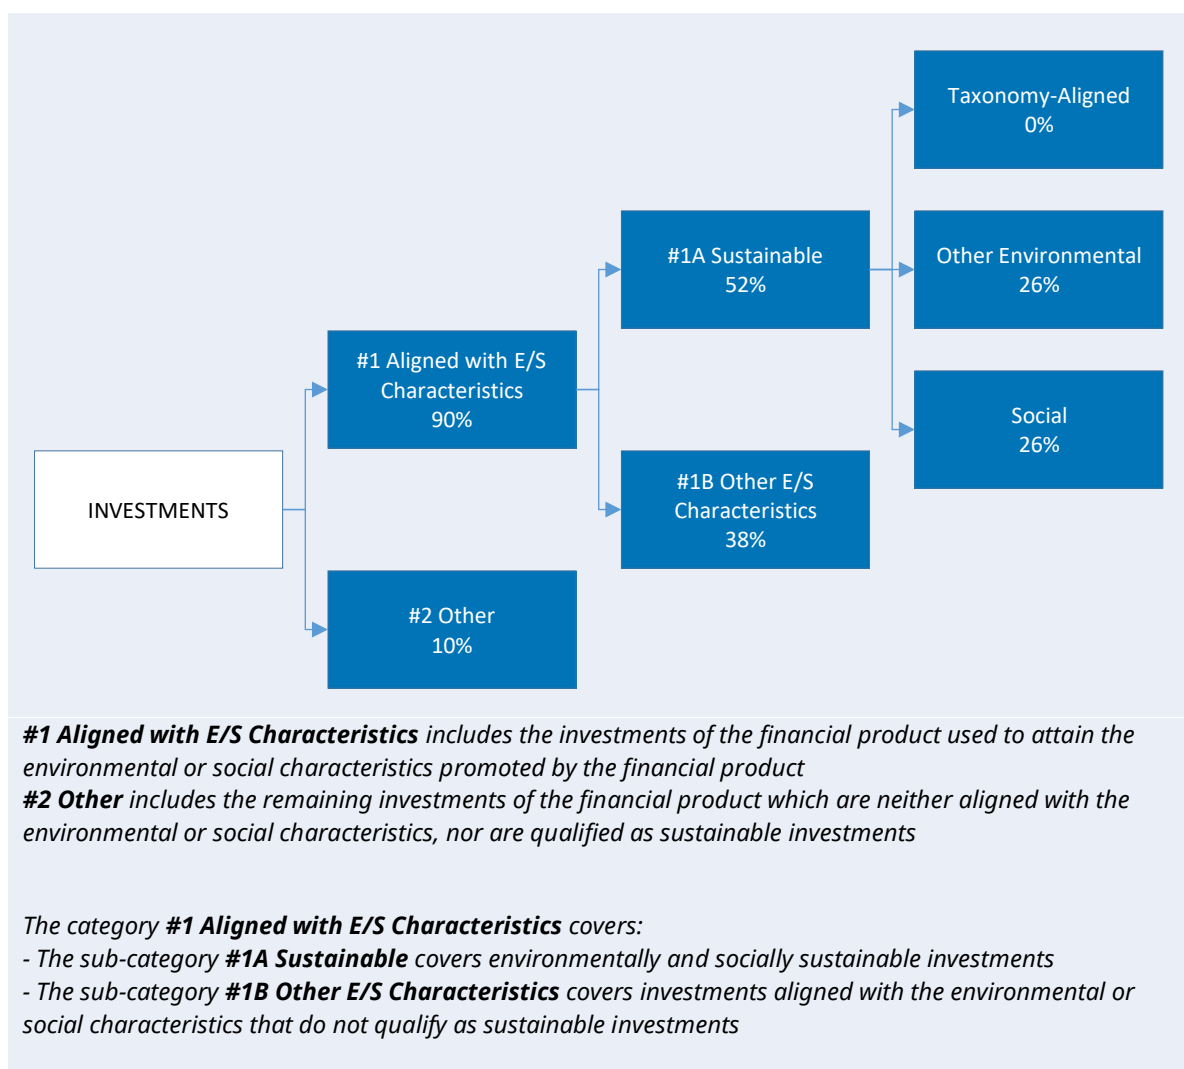 Taxonomy-Aligned
0%
#1A Sustainable
52%
Other Environmental
26%
#1 Aligned with E/S
Characteristics
90%
Social
26%
#1B Other E/S
Characteristics
38%
INVESTMENTS
#2 Other
10%
#1 Aligned with E/S Characteristics includes the investments of the financial product used to attain the
environmental or social characteristics promoted by the financial product
#2 Other includes the remaining investments of the financial product which are neither aligned with the
environmental or social characteristics, nor are qualified as sustainable investments
The category #1 Aligned with E/S Characteristics covers:
- The sub-category #1A Sustainable covers environmentally and socially sustainable investments
- The sub-category #1B Other E/S Characteristics covers investments aligned with the environmental or
social characteristics that do not qualify as sustainable investments